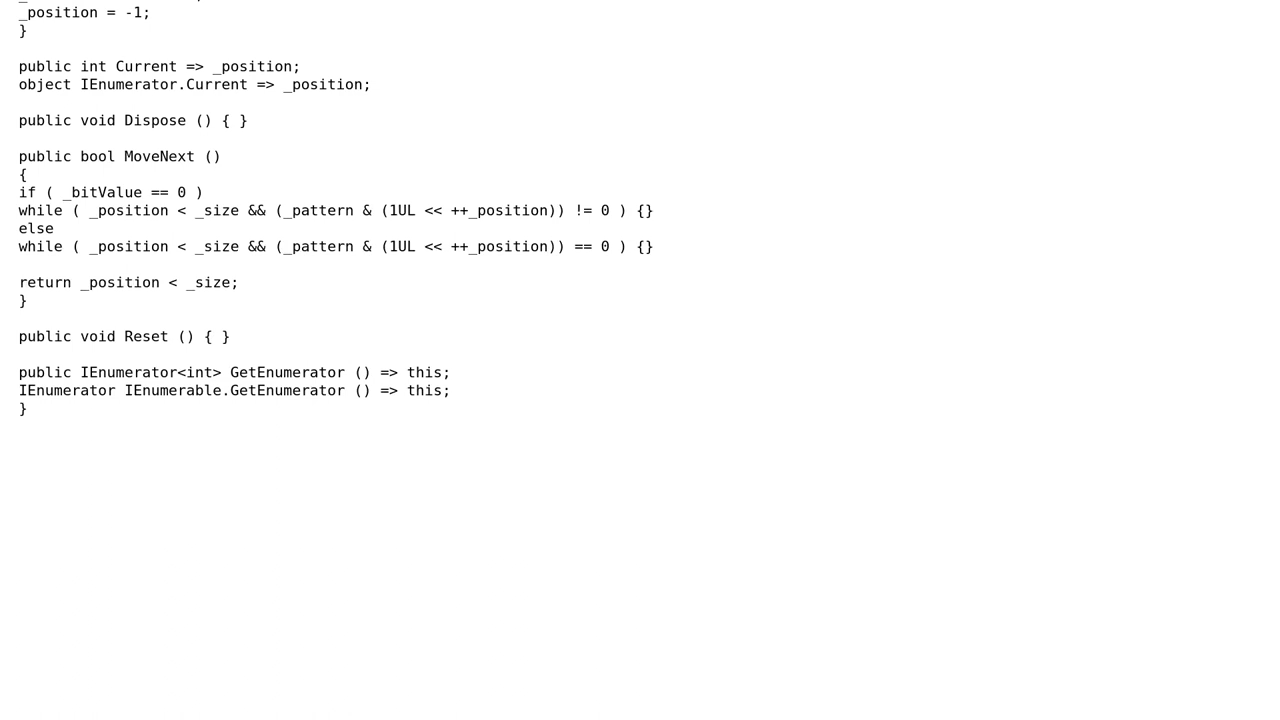 _position = -1;
}

public int Current => _position;
object IEnumerator.Current => _position;

public void Dispose () { }

public bool MoveNext ()
{
if ( _bitValue == 0 )
while ( _position < _size && (_pattern & (1UL << ++_position)) != 0 ) {}
else
while ( _position < _size && (_pattern & (1UL << ++_position)) == 0 ) {}

return _position < _size;
}

public void Reset () { }

public IEnumerator<int> GetEnumerator () => this;
IEnumerator IEnumerable.GetEnumerator () => this;
}